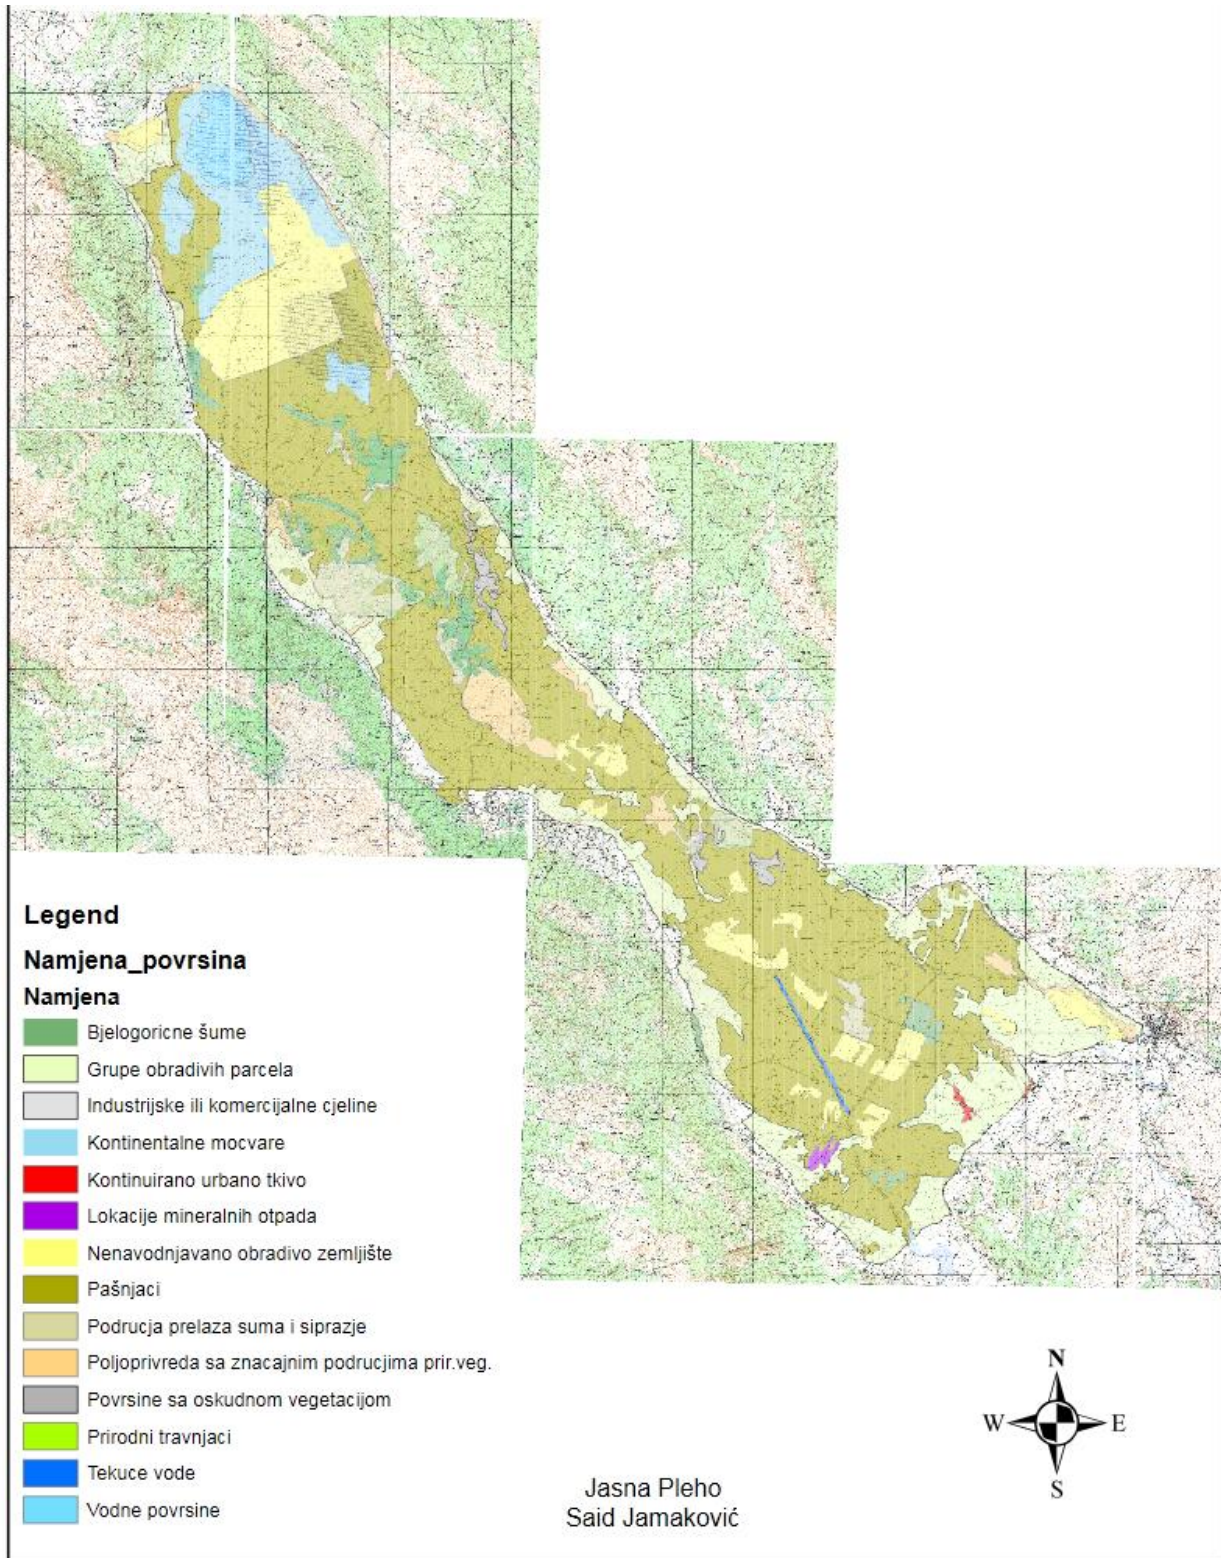 Legend
Namjena_povrsina
Namjena
Bjelogoricne šume
Grupe obradivih parcela
Industrijske ili komercijalne cjeline
Kontinentalne mocvare
Kontinuirano urbano tkivo
Lokacije mineralnih otpada
Nenavodnjavano obradivo zemljište
Pašnjaci
Podrucja prelaza suma i siprazje
Poljoprivreda sa znacajnim podrucjima prir.veg.
Povrsine sa oskudnom vegetacijom
Prirodni travnjaci
Tekuce vode
Vodne povrsine
N
W E
S
Jasna Pleho
Said Jamaković